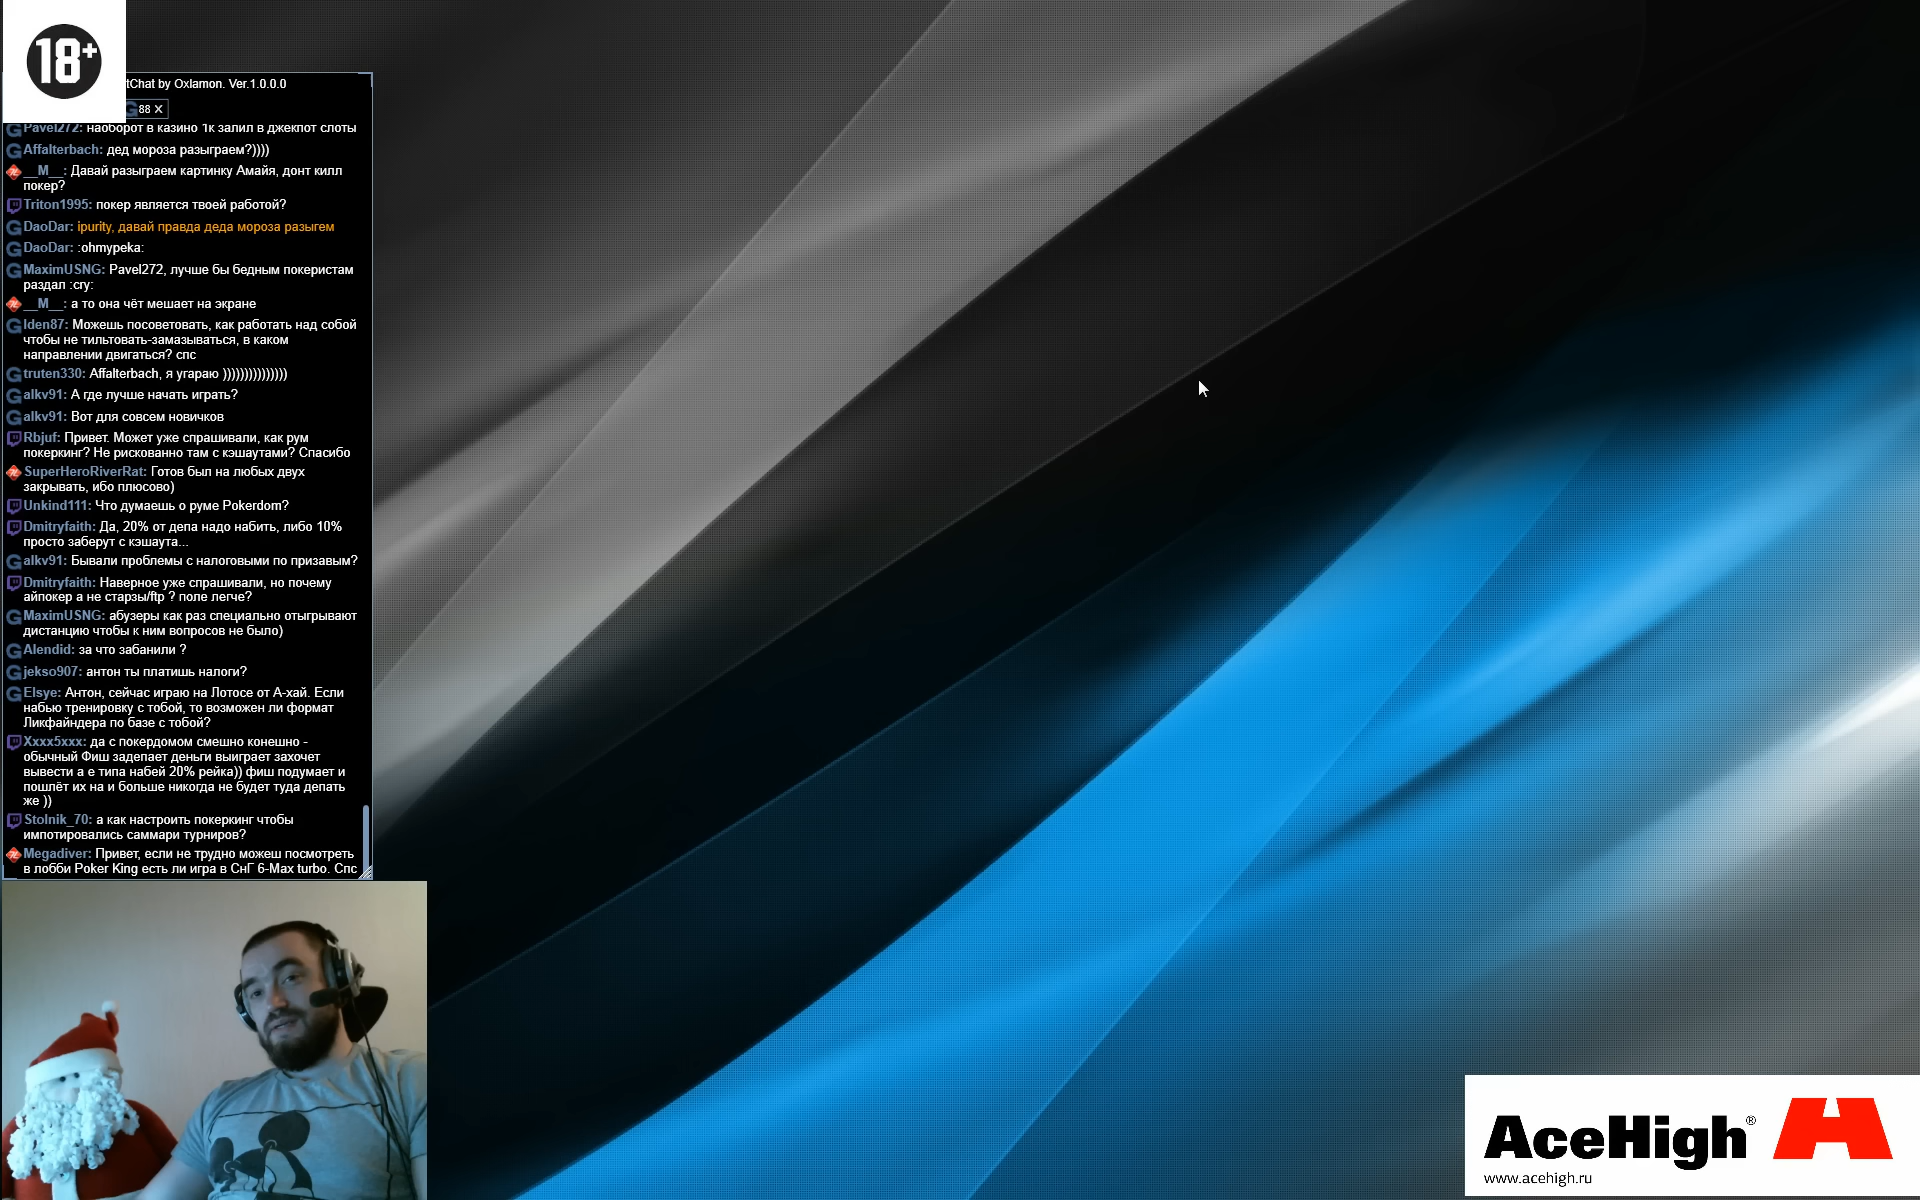 18+
tChat by Oxlamon. Ver.1.0.0.0
88 X
Pavel272: наоборот в казино 1к залил в джекпот слоты
Affalterbach: дед мороза разыграем?))))
__M__: Давай разыграем картинку Амайя, донт килл
покер?
Triton1995: покер является твоей работой?
DaoDar: ipurity, давай правда деда мороза разыгем
DaoDar: :ohmypeka:
MaximUSNG: Pavel272, лучше бы бедным покеристам
раздал :cry:
__M__: а то она чёт мешает на экране
Iden87: Можешь посоветовать, как работать над собой
чтобы не тильтовать-замазываться, в каком
направлении двигаться? спс
truten330: Affalterbach, я угараю )))))))))))))))
alkv91: А где лучше начать играть?
alkv91: Вот для совсем новичков
Rbjuf: Привет. Может уже спрашивали, как рум
покеркинг? Не рискованно там с кэшаутами? Спасибо
SuperHeroRiverRat: Готов был на любых двух
закрывать, ибо плюсово)
Unkind111: Что думаешь о руме Pokerdom?
Dmitryfaith: Да, 20% от депа надо набить, либо 10%
просто заберут с кэшаута...
alkv91: Бывали проблемы с налоговыми по призавым?
Dmitryfaith: Наверное уже спрашивали, но почему
айпокер а не старзы/ftp ? поле легче?
MaximUSNG: абузеры как раз специально отыгрывают
дистанцию чтобы к ним вопросов не было)
Alendid: за что забанили ?
jekso907: антон ты платишь налоги?
Elsye: Антон, сейчас играю на Лотосе от А-хай. Если
набью тренировку с тобой, то возможен ли формат
Ликфайндера по базе с тобой?
Xxxx5xxx: да с покердомом смешно конешно -
обычный Фиш задепает деньги выиграет захочет
вывести а е типа набей 20% рейка)) фиш подумает и
пошлёт их на и больше никогда не будет туда депать
же ))
Stolnik_70: а как настроить покеркинг чтобы
импотировались саммари турниров?
Megadiver: Привет, если не трудно можеш посмотреть
в лобби Poker King есть ли игра в СнГ 6-Max turbo. Спс
AceHigh®
www.acehigh.ru